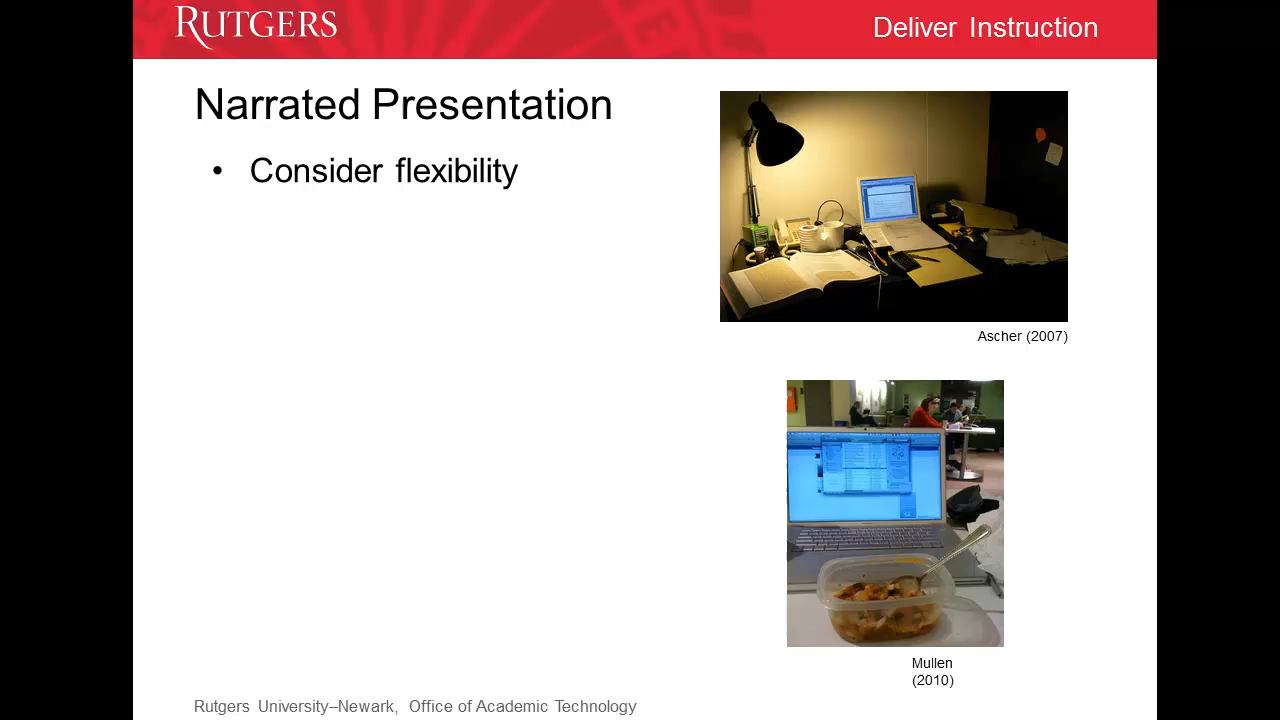 RUTGERS
Deliver Instruction
Narrated Presentation
• Consider flexibility
Ascher (2007)
Mullen
(2010)
Rutgers University–Newark, Office of Academic Technology